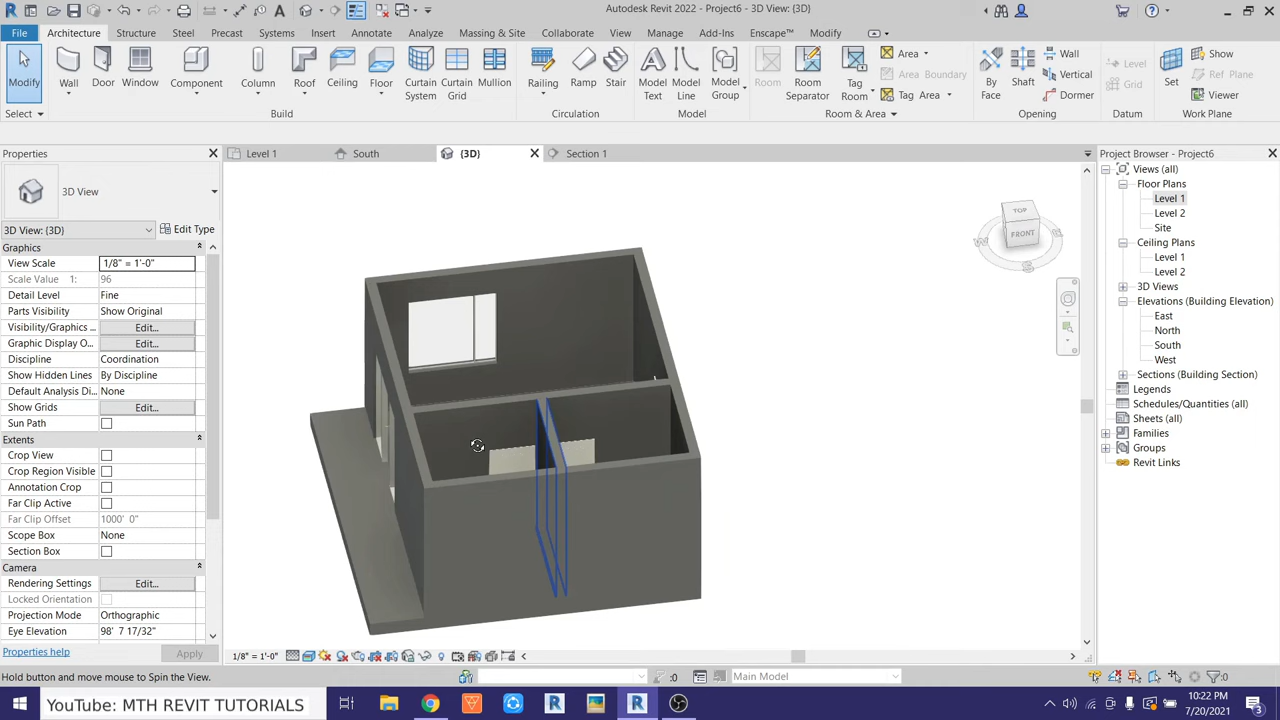 Autodesk Revit 2022 - Project6 - 3D View: {3D}
File Architecture Structure Steel Precast Systems Insert Annotate Analyze Massing & Site Collaborate View Manage Add-Ins Enscape™ Modify
Modify
Wall
Door
Window
Component
Column
Roof
Ceiling
Floor
Curtain System
Curtain Grid
Mullion
Railing
Ramp
Stair
Model Text
Model Line
Model Group
Room
Room Separator
Tag Room
Area
Area Boundary
Tag Area
By Face
Shaft
Wall
Vertical
Dormer
Level
Grid
Set
Show
Ref Plane
Viewer
Select Build Circulation Model Room & Area Opening Datum Work Plane
Properties
3D View
3D View: {3D} Edit Type
Graphics
View Scale 1/8" = 1'-0"
Scale Value 1: 96
Detail Level Fine
Parts Visibility Show Original
Visibility/Graphics ... Edit...
Graphic Display O... Edit...
Discipline Coordination
Show Hidden Lines By Discipline
Default Analysis Di... None
Show Grids Edit...
Sun Path
Extents
Crop View
Crop Region Visible
Annotation Crop
Far Clip Active
Far Clip Offset 1000' 0"
Scope Box None
Section Box
Camera
Rendering Settings Edit...
Locked Orientation
Projection Mode Orthographic
Eye Elevation 98' 7 17/32"
Properties help Apply
Level 1 South {3D} Section 1
TOP
FRONT
W
S
1/8" = 1'-0"
Project Browser - Project6
Views (all)
Floor Plans
Level 1
Level 2
Site
Ceiling Plans
Level 1
Level 2
3D Views
Elevations (Building Elevation)
East
North
South
West
Sections (Building Section)
Legends
Schedules/Quantities (all)
Sheets (all)
Families
Groups
Revit Links
Hold button and move mouse to Spin the View.
:0 Main Model :0
YouTube: MTH REVIT TUTORIALS
10:22 PM
7/20/2021
3